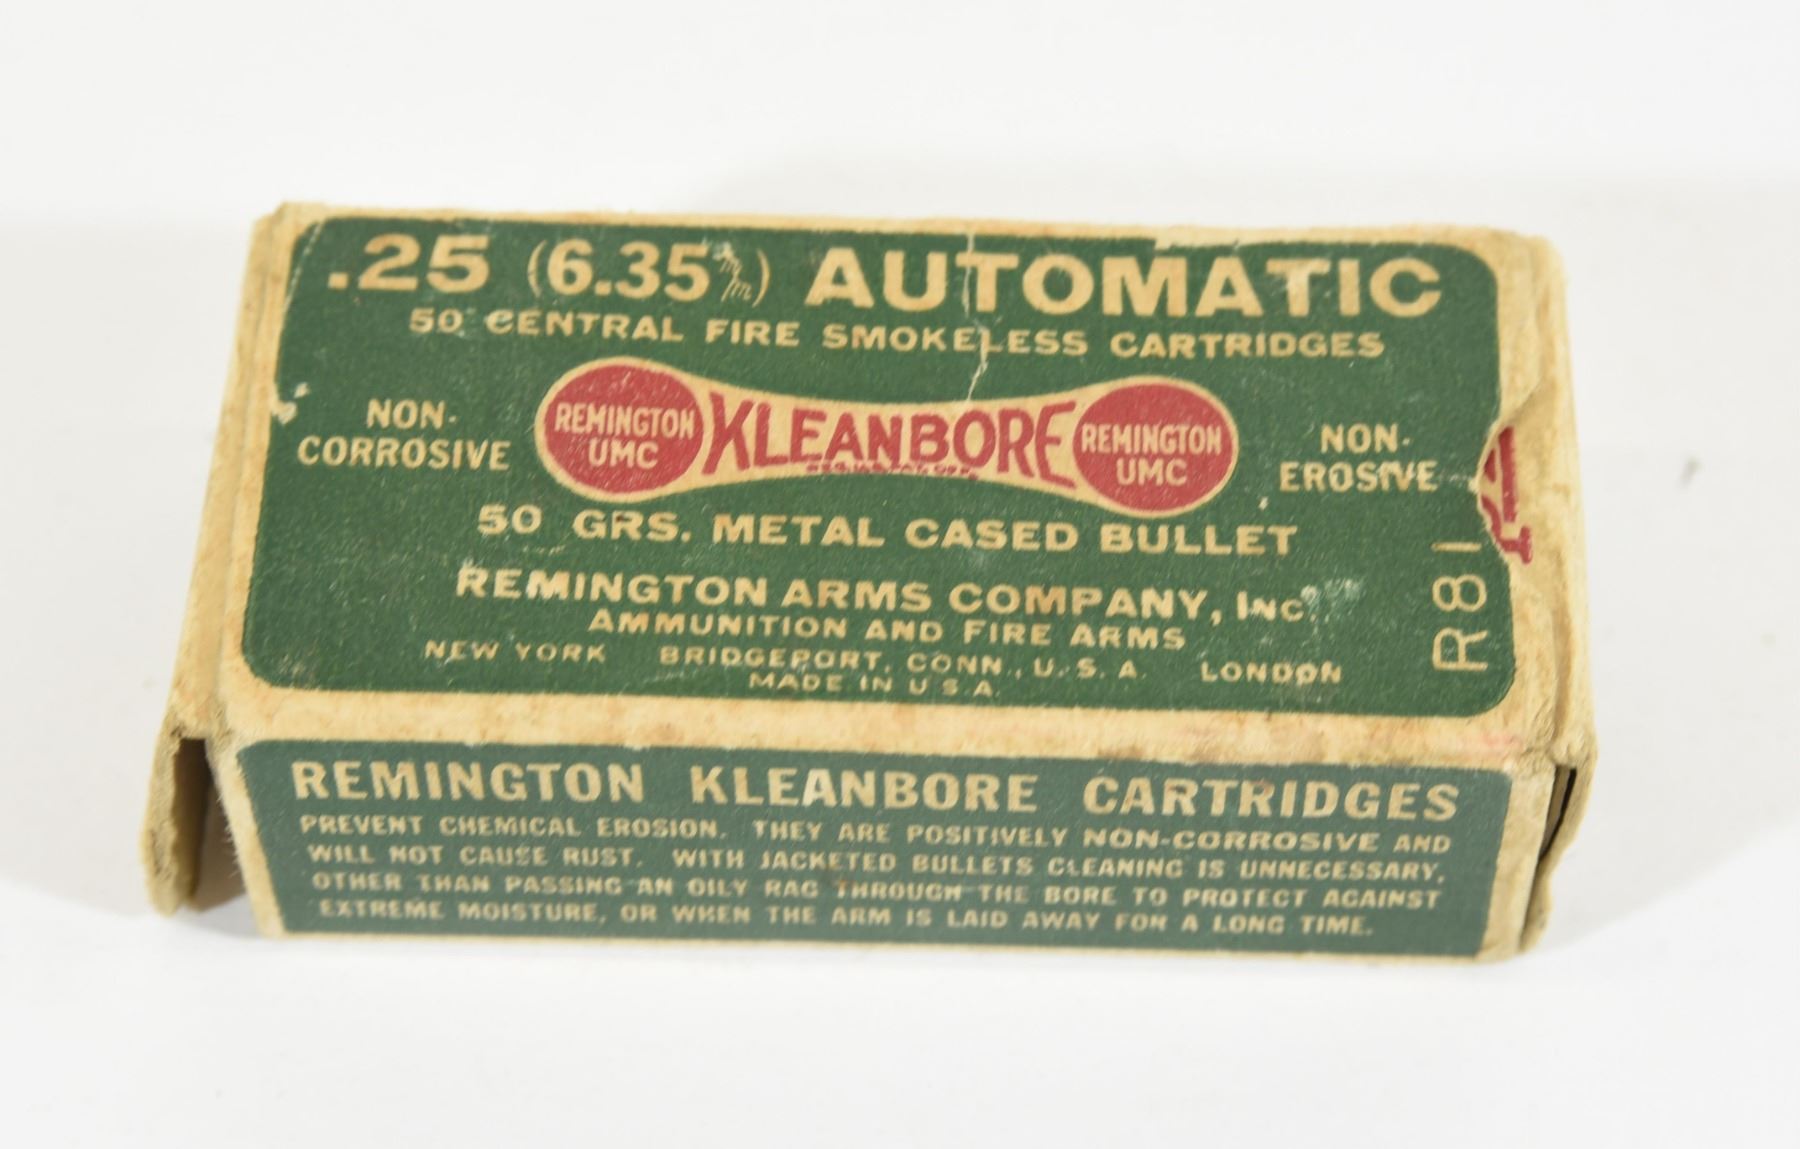 .25 (6.35 m/m) AUTOMATIC
50 CENTRAL FIRE SMOKELESS CARTRIDGES
NON-
CORROSIVE
REMINGTON
UMC
KLEANBORE
REMINGTON
UMC
NON-
EROSIVE
50 GRS. METAL CASED BULLET
REMINGTON ARMS COMPANY, INC.
AMMUNITION AND FIRE ARMS
NEW YORK BRIDGEPORT, CONN., U.S.A. LONDON
MADE IN U S A
R81
REMINGTON KLEANBORE CARTRIDGES
PREVENT CHEMICAL EROSION. THEY ARE POSITIVELY NON-CORROSIVE AND
WILL NOT CAUSE RUST. WITH JACKETED BULLETS CLEANING IS UNNECESSARY,
OTHER THAN PASSING AN OILY RAG THROUGH THE BORE TO PROTECT AGAINST
EXTREME MOISTURE, OR WHEN THE ARM IS LAID AWAY FOR A LONG TIME.